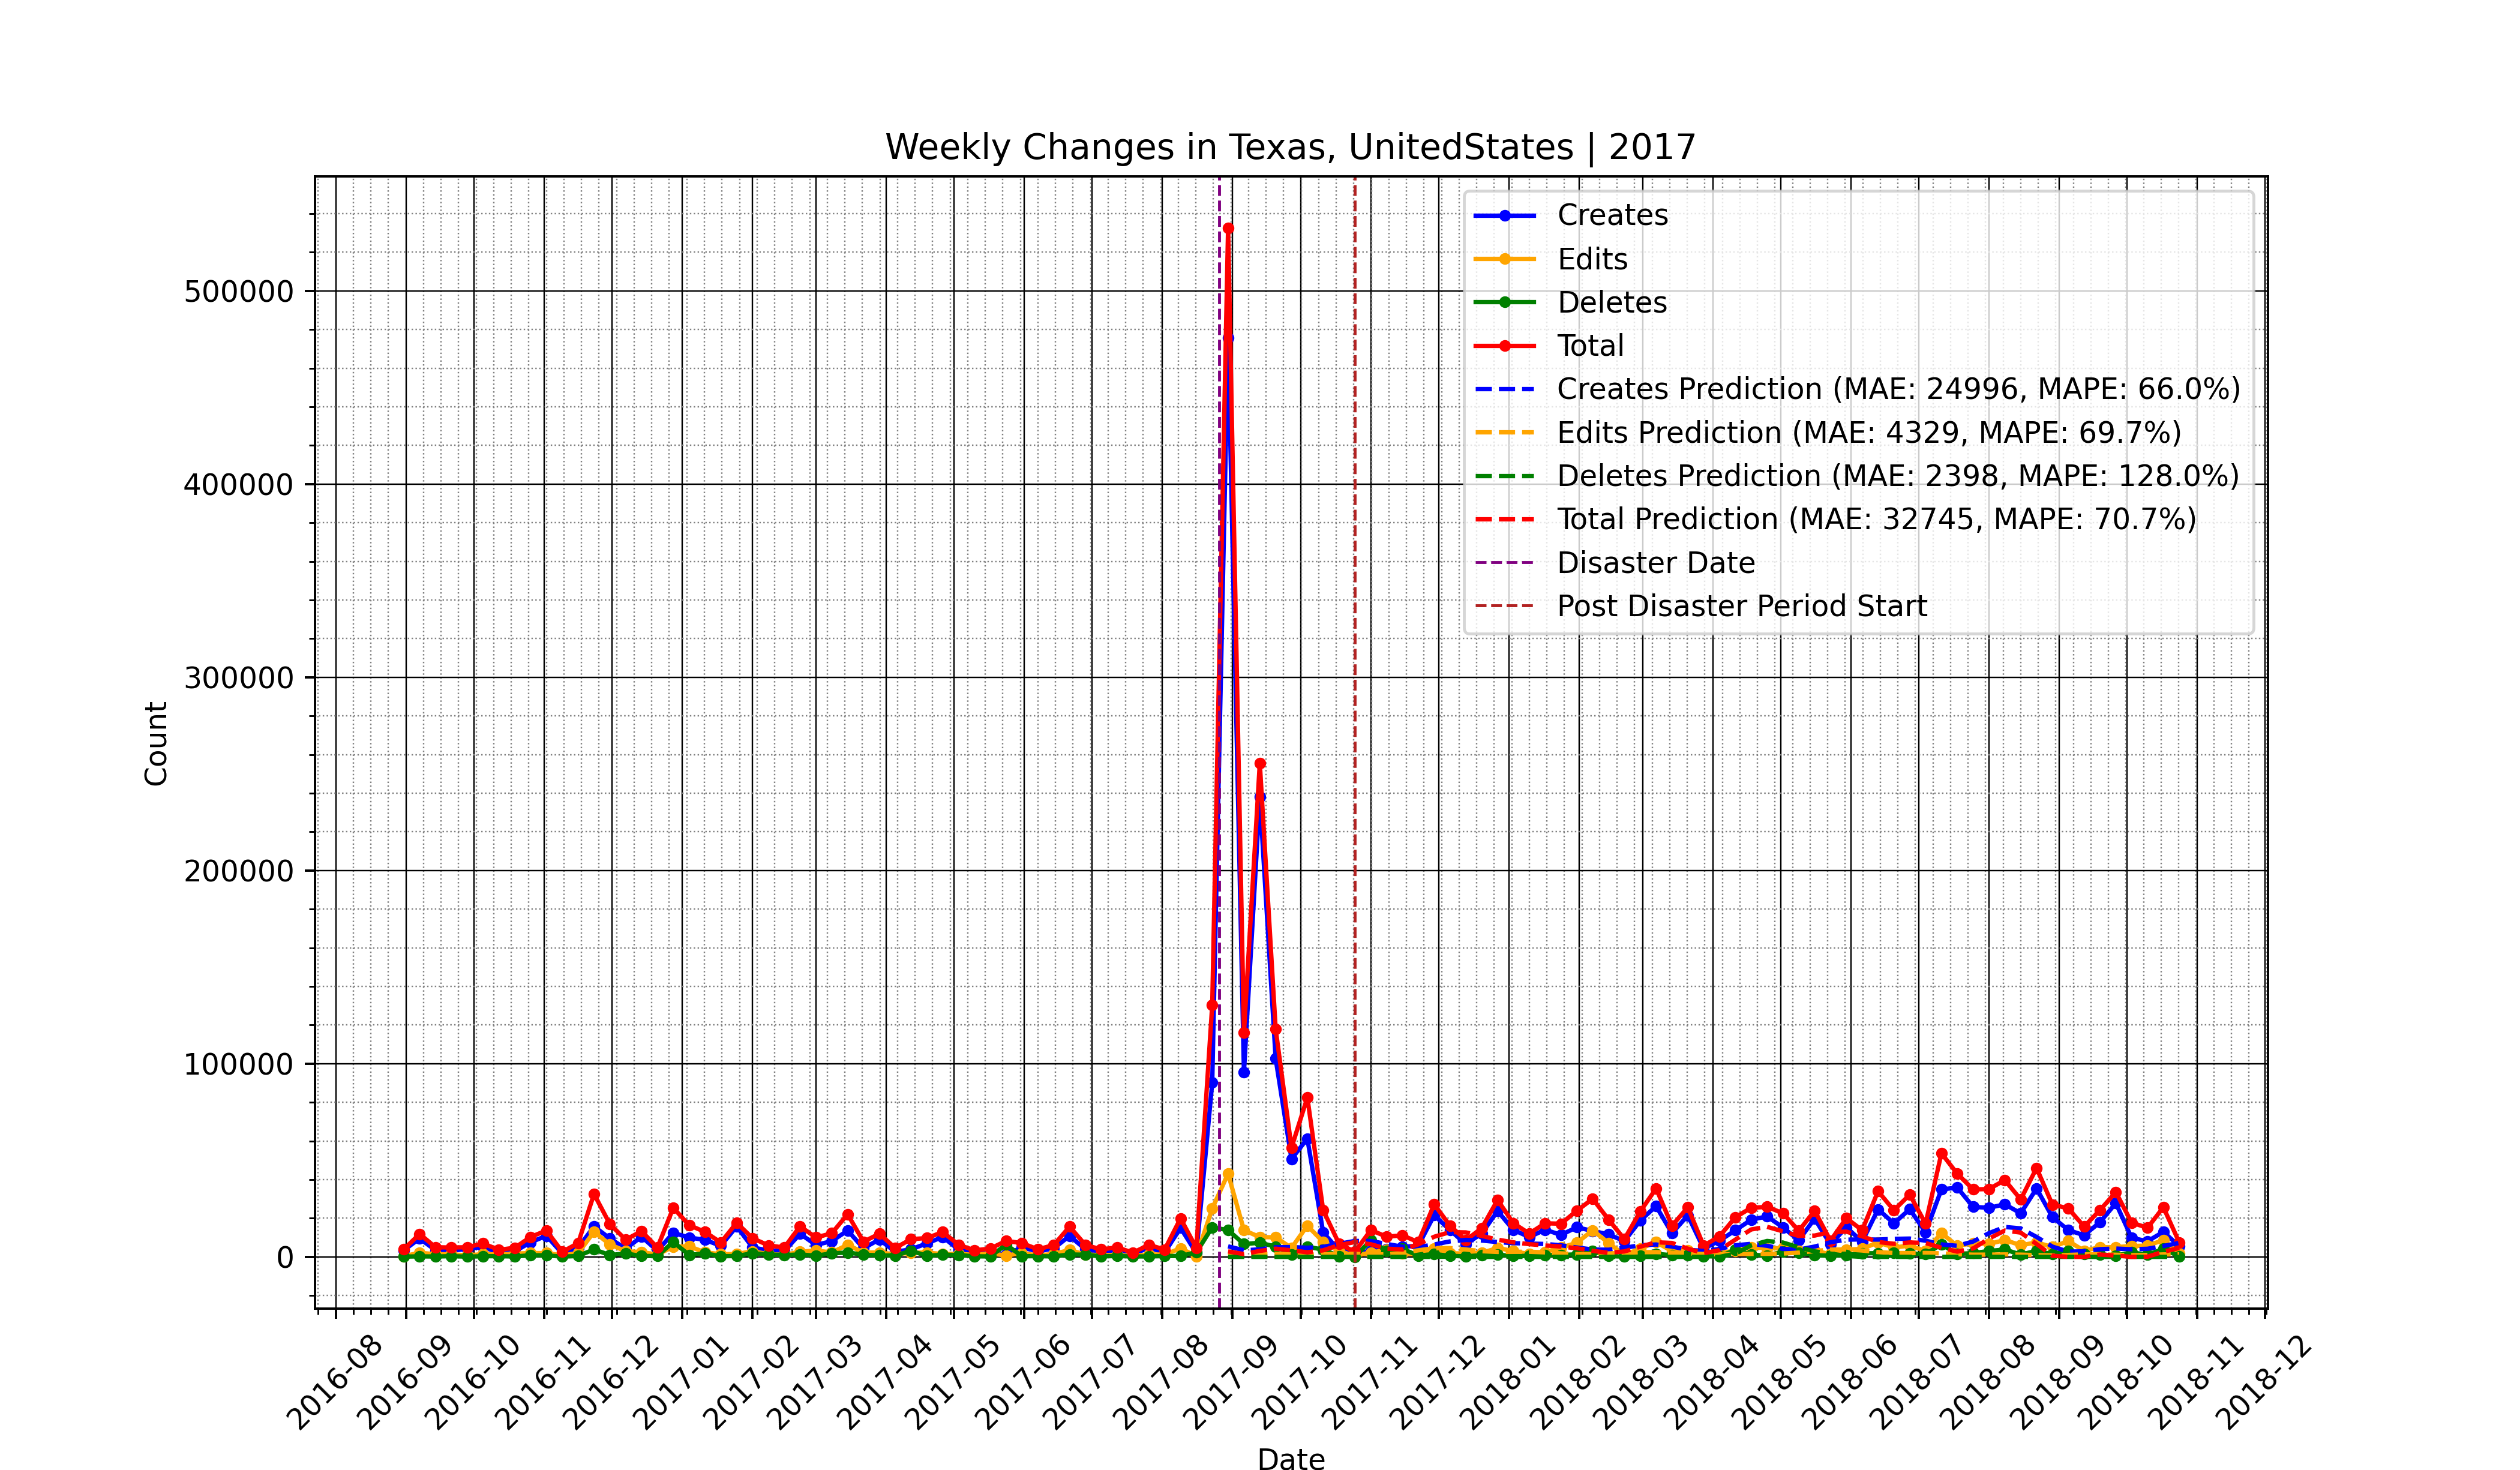 Weekly Changes in Texas, UnitedStates | 2017
Creates
Edits
Deletes
Total
Creates Prediction (MAE: 24996, MAPE: 66.0%)
Edits Prediction (MAE: 4329, MAPE: 69.7%)
Deletes Prediction (MAE: 2398, MAPE: 128.0%)
Total Prediction (MAE: 32745, MAPE: 70.7%)
Disaster Date
Post Disaster Period Start
Count
500000
400000
300000
200000
100000
0
2016-08
2016-09
2016-10
2016-11
2016-12
2017-01
2017-02
2017-03
2017-04
2017-05
2017-06
2017-07
2017-08
2017-09
2017-10
2017-11
2017-12
2018-01
2018-02
2018-03
2018-04
2018-05
2018-06
2018-07
2018-08
2018-09
2018-10
2018-11
2018-12
Date